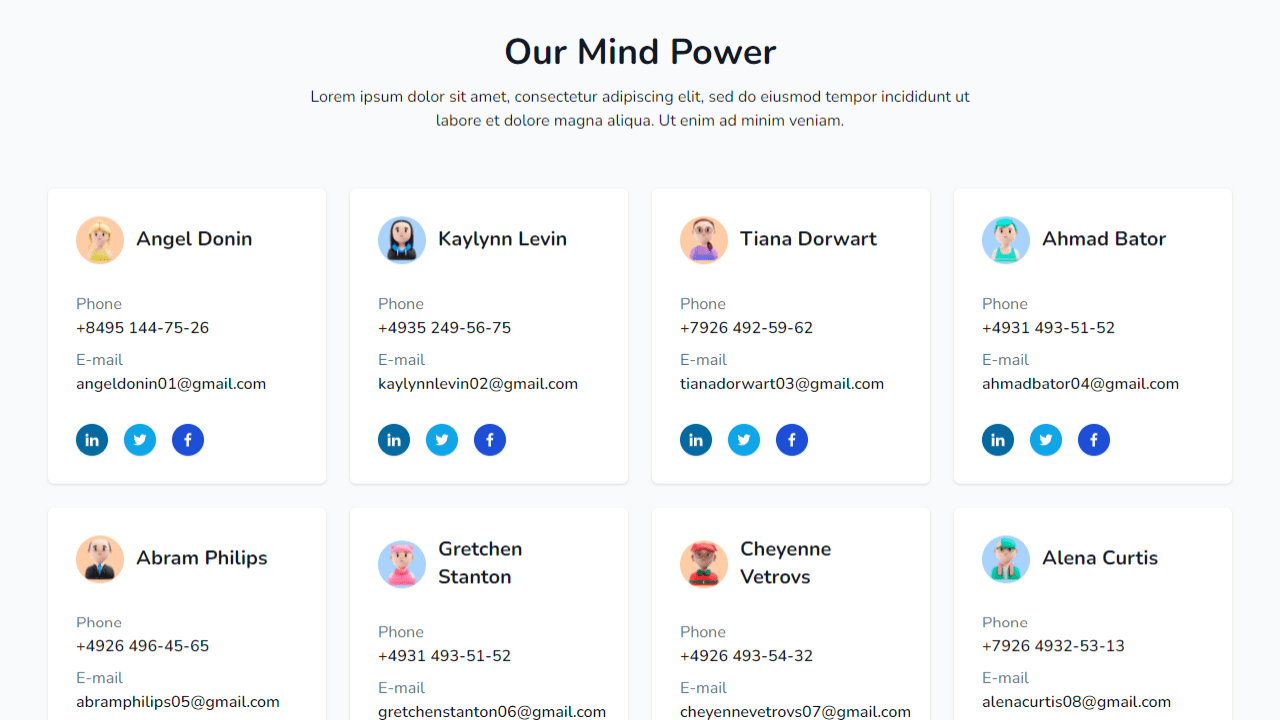 Our Mind Power
Lorem ipsum dolor sit amet, consectetur adipiscing elit, sed do eiusmod tempor incididunt ut
labore et dolore magna aliqua. Ut enim ad minim veniam.
Angel Donin
Phone
+8495 144-75-26
E-mail
angeldonin01@gmail.com
in
f
Kaylynn Levin
Phone
+4935 249-56-75
E-mail
kaylynnlevin02@gmail.com
in
f
Tiana Dorwart
Phone
+7926 492-59-62
E-mail
tianadorwart03@gmail.com
in
f
Ahmad Bator
Phone
+4931 493-51-52
E-mail
ahmadbator04@gmail.com
in
f
Abram Philips
Phone
+4926 496-45-65
E-mail
abramphilips05@gmail.com
Gretchen
Stanton
Phone
+4931 493-51-52
E-mail
gretchenstanton06@gmail.com
Cheyenne
Vetrovs
Phone
+4926 493-54-32
E-mail
cheyennevetrovs07@gmail.com
Alena Curtis
Phone
+7926 4932-53-13
E-mail
alenacurtis08@gmail.com